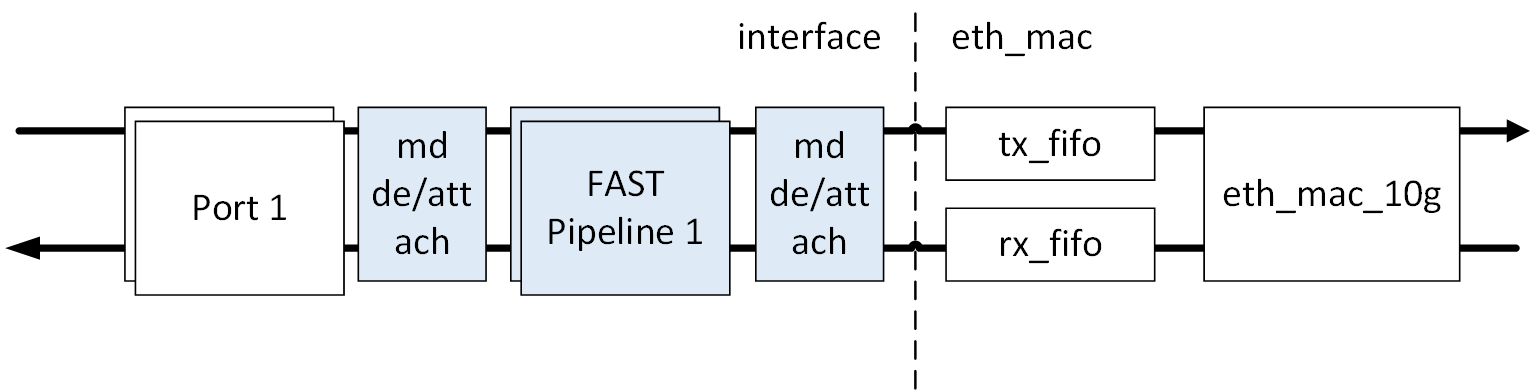 interface
eth_mac
Port 1
md
de/att
ach
FAST
Pipeline 1
md
de/att
ach
tx_fifo
rx_fifo
eth_mac_10g